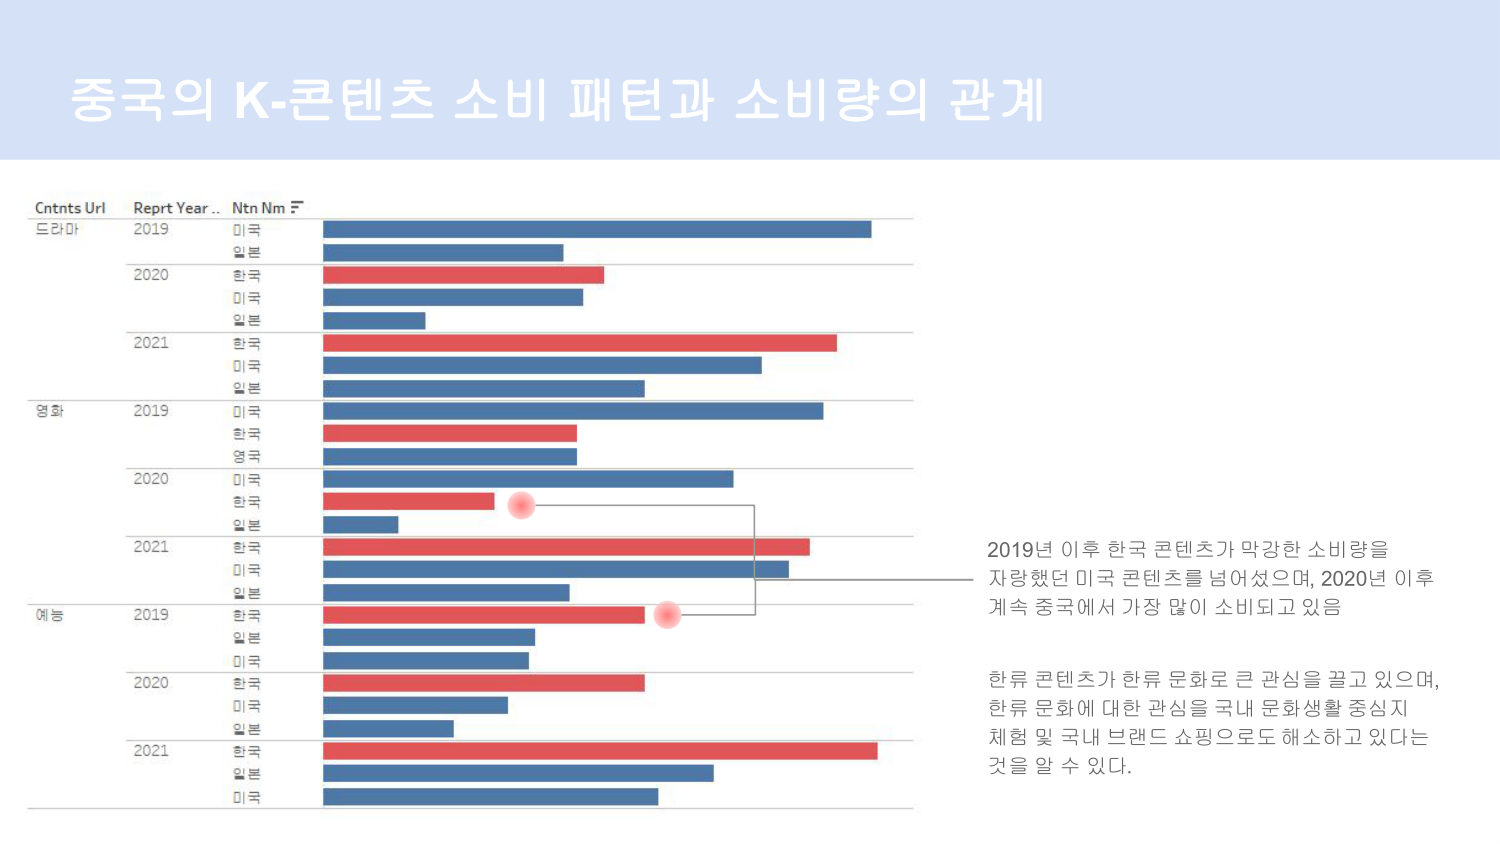 중국의 K-콘텐츠 소비 패턴과 소비량의 관계
Cntnts Url Reprt Year .. Ntn Nm
드라마 2019 미국
일본
2020 한국
미국
일본
2021 한국
미국
일본
영화 2019 미국
한국
영국
2020 미국
한국
일본
2021 한국
미국
일본
예능 2019 한국
일본
미국
2020 한국
미국
일본
2021 한국
일본
미국
2019년 이후 한국 콘텐츠가 막강한 소비량을
자랑했던 미국 콘텐츠를 넘어섰으며, 2020년 이후
계속 중국에서 가장 많이 소비되고 있음
한류 콘텐츠가 한류 문화로 큰 관심을 끌고 있으며,
한류 문화에 대한 관심을 국내 문화생활 중심지
체험 및 국내 브랜드 쇼핑으로도 해소하고 있다는
것을 알 수 있다.